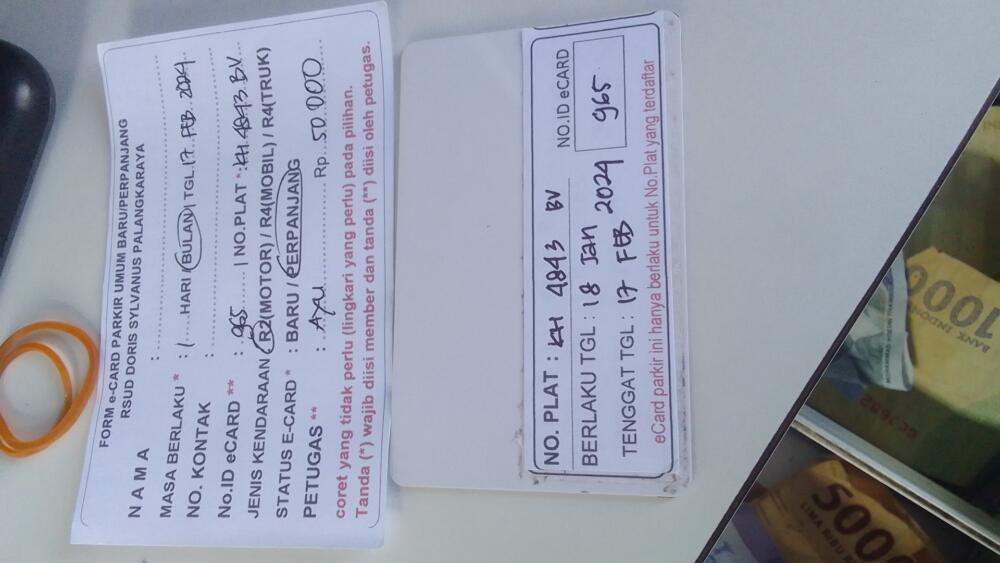 FORM e-CARD PARKIR UMUM BARU/PERPANJANG
RSUD DORIS SYLVANUS PALANGKARAYA
N A M A : ........
MASA BERLAKU * : 1 .... HARI / BULAN TGL. 17 FEB 2024
NO. KONTAK : ........
No.ID eCARD ** : 965 ...... | NO.PLAT *: KH 4843 BV
JENIS KENDARAAN : R2(MOTOR) / R4(MOBIL) / R4(TRUK)
STATUS E-CARD * : BARU / PERPANJANG
PETUGAS ** : AYU ........ Rp. 50.000
coret yang tidak perlu (lingkari yang perlu) pada pilihan.
Tanda (*) wajib diisi member dan tanda (**) diisi oleh petugas.
NO. PLAT : KH 4843 BV
NO.ID eCARD
965
BERLAKU TGL : 18 Jan 2024
TENGGAT TGL : 17 FEB
eCard parkir ini hanya berlaku untuk No.Plat yang terdaftar
BANK INDONESIA
1000
5000
LIMA RIBU